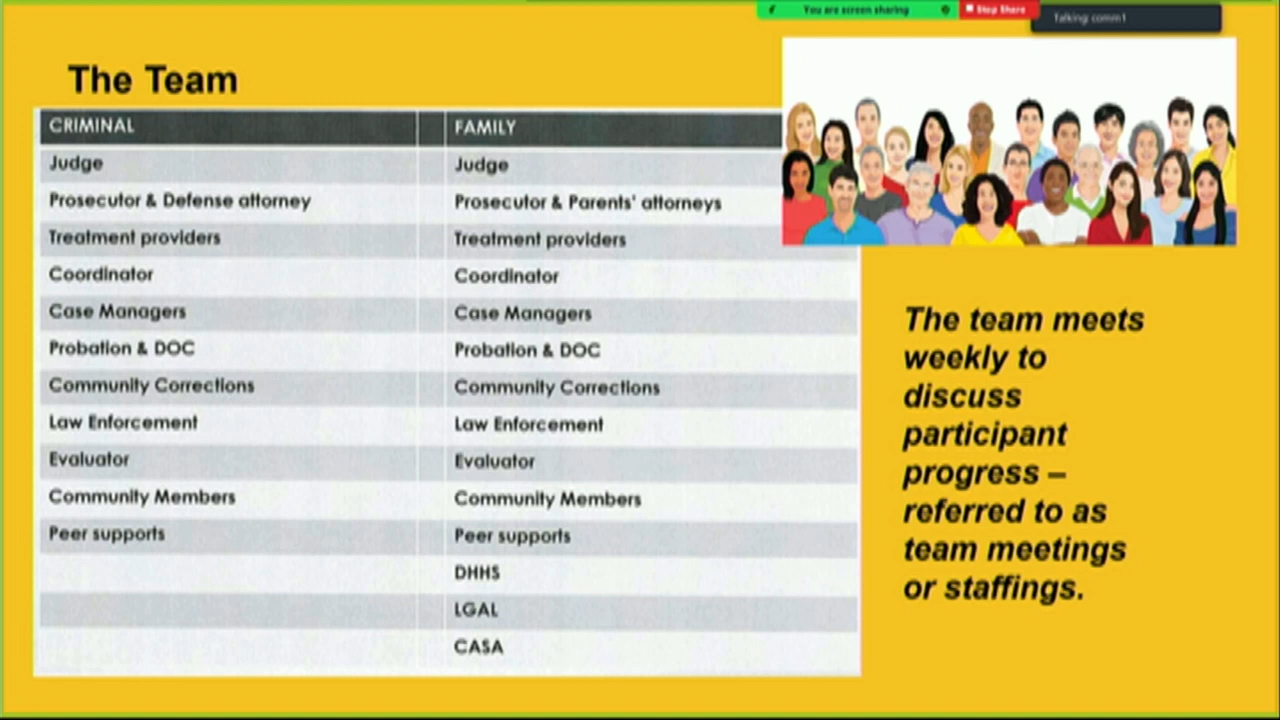 You are screen sharing
Stop Share
Talking: comm1
The Team
CRIMINAL FAMILY
Judge Judge
Prosecutor & Defense attorney Prosecutor & Parents' attorneys
Treatment providers Treatment providers
Coordinator Coordinator
Case Managers Case Managers
Probation & DOC Probation & DOC
Community Corrections Community Corrections
Law Enforcement Law Enforcement
Evaluator Evaluator
Community Members Community Members
Peer supports Peer supports
DHHS
LGAL
CASA
The team meets
weekly to
discuss
participant
progress –
referred to as
team meetings
or staffings.